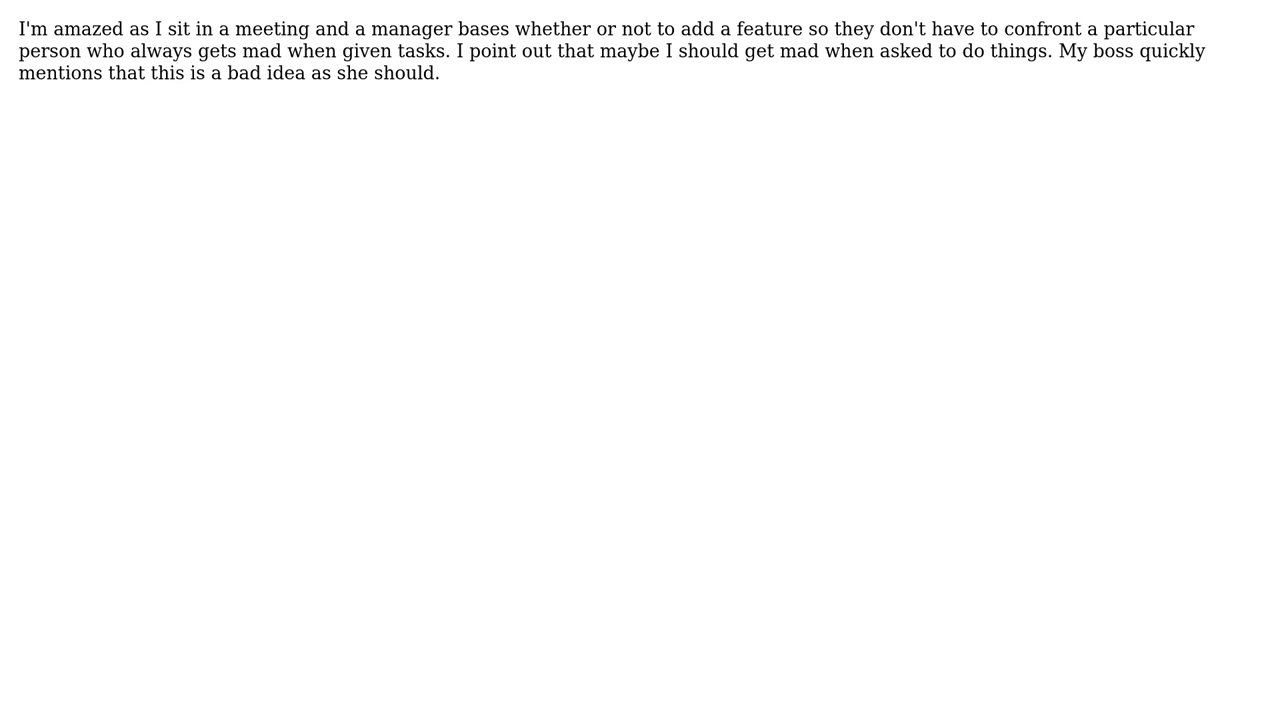 I'm amazed as I sit in a meeting and a manager bases whether or not to add a feature so they don't have to confront a particular
person who always gets mad when given tasks. I point out that maybe I should get mad when asked to do things. My boss quickly
mentions that this is a bad idea as she should.